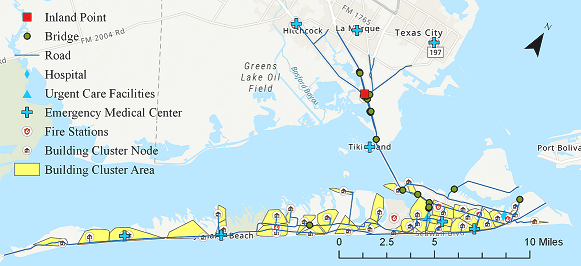 Inland Point
Bridge
Road
Hospital
Urgent Care Facilities
Emergency Medical Center
Fire Stations
Building Cluster Node
Building Cluster Area
FM 2004 Rd
Hitchcock
FM 1765
La Marque
Texas City
197
N
Greens
Lake Oil
Field
Basford Bayou
Port Bolivar
Beach
0 2.5 5 10 Miles